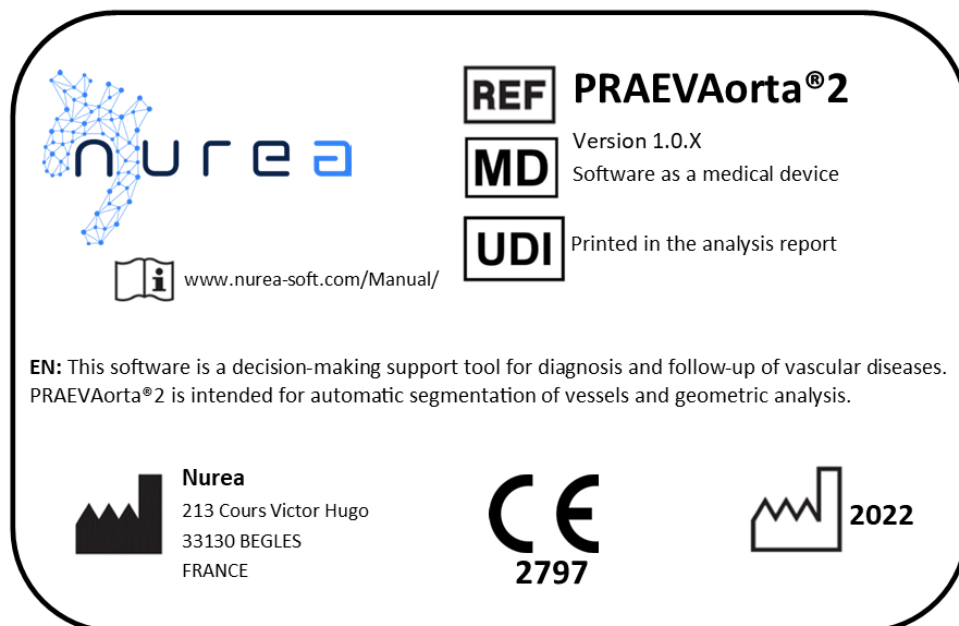 nurea
REF PRAEVAorta®2
MD Version 1.0.X
Software as a medical device
UDI Printed in the analysis report
i www.nurea-soft.com/Manual/
EN: This software is a decision-making support tool for diagnosis and follow-up of vascular diseases.
PRAEVAorta®2 is intended for automatic segmentation of vessels and geometric analysis.
Nurea
213 Cours Victor Hugo
33130 BEGLES
FRANCE
CE
2797
2022